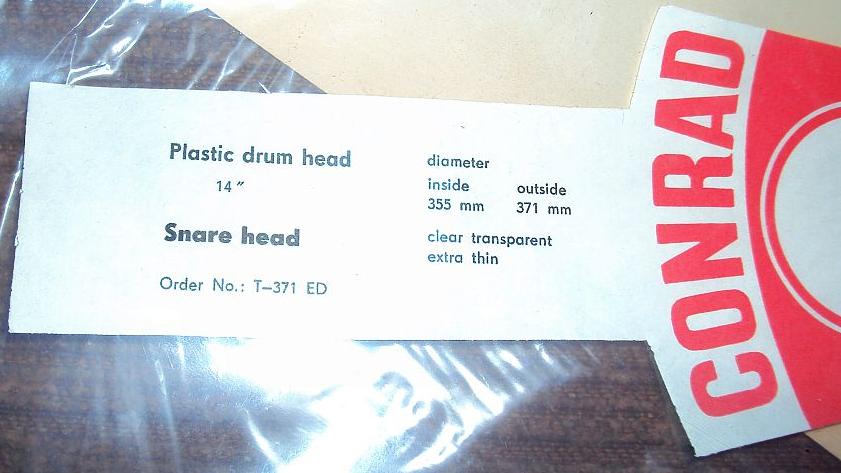 Plastic drum head
14″
Snare head
Order No.: T–371 ED
diameter
inside outside
355 mm 371 mm
clear transparent
extra thin
CONRAD